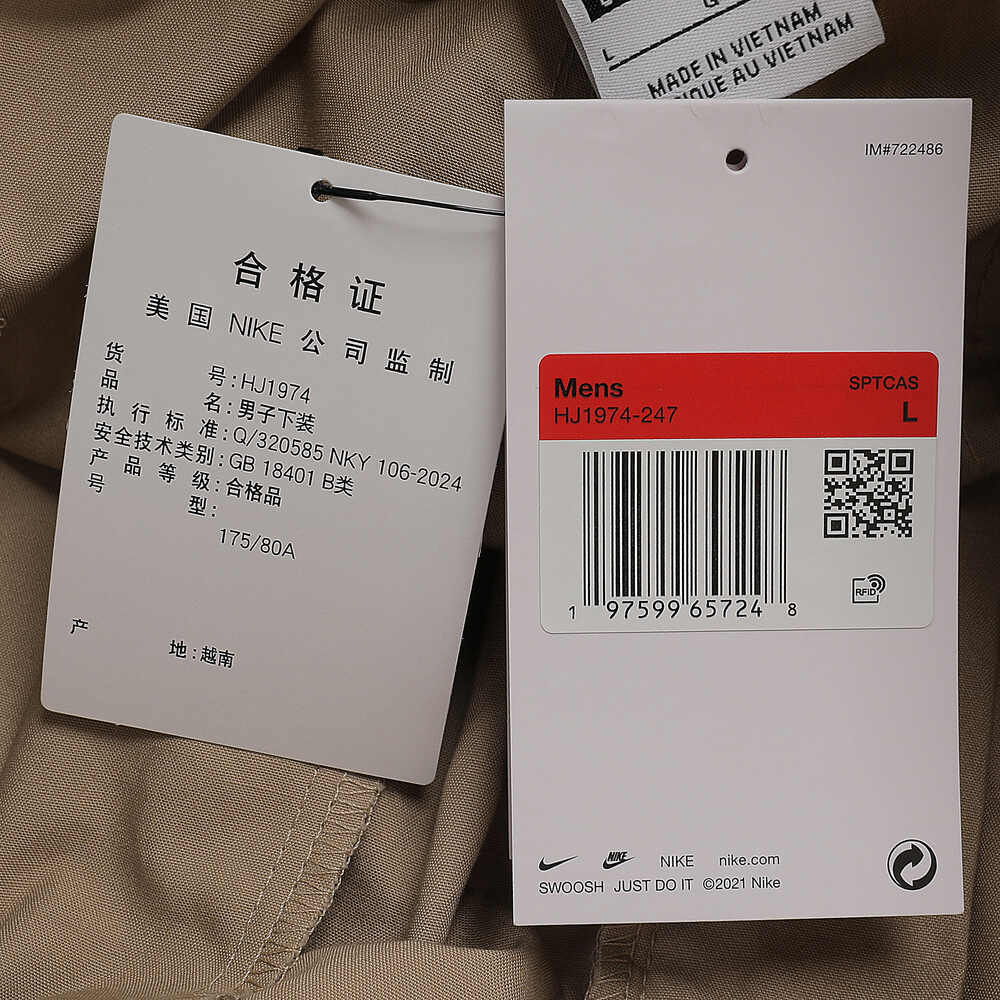 L
MADE IN VIETNAM
QUE AU VIETNAM
合格证
美国 NIKE 公司监制
货 号:HJ1974
品 名:男子下装
执行标准:Q/320585 NKY 106-2024
安全技术类别:GB 18401 B类
产品等级:合格品
号 型:
175/80A
产 地:越南
IM#722486
Mens SPTCAS
HJ1974-247 L
RFID
1 97599 65724 8
NIKE NIKE nike.com
SWOOSH JUST DO IT ©2021 Nike